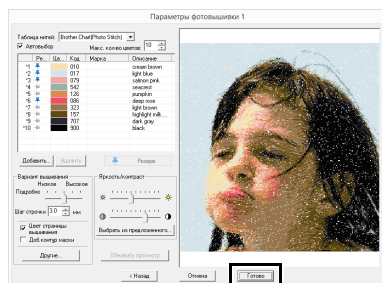 Параметры фотовышивки 1
Таблица нитей: Brother Chart(Photo Stitch)
Автовыбор Макс. кол-во цветов: 10
Ре... Цв... Код Марка Описание
*1 010 cream brown
*2 017 light blue
*3 079 salmon pink
*4 542 seacrest
*5 126 pumpkin
*6 086 deep rose
*7 323 light brown
*8 157 highlight milk ...
*9 707 dark gray
*10 900 black
Добавить... Удалить Резерв
Вариант вышивания
Низкое Высокое
Подробно
Шаг строчки 3.0 мм
Цвет страницы вышивания
Доб.контур маски
Другие...
Яркость/контраст
Выбрать из предложенного...
Обновить просмотр
< Назад Отмена Готово